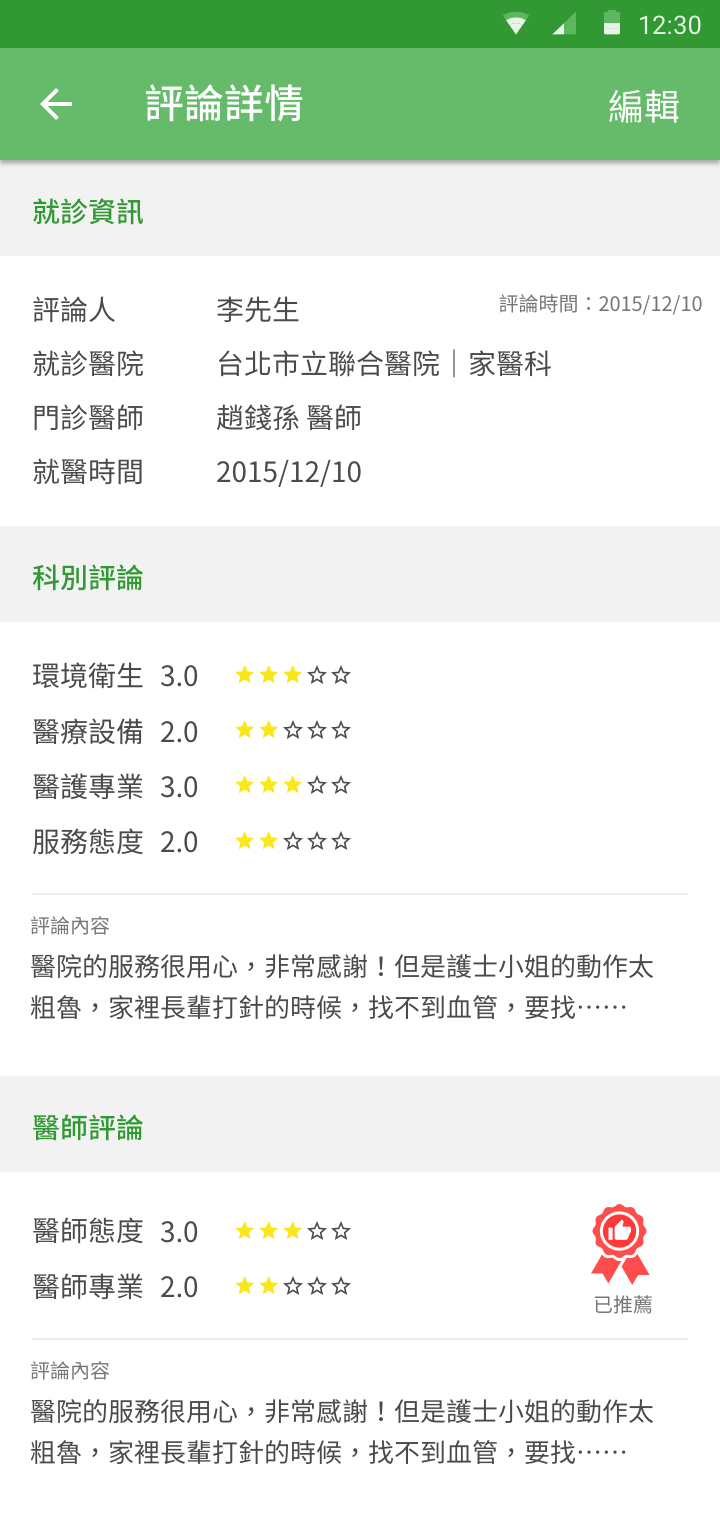 12:30
評論詳情 編輯
就診資訊
評論人 李先生 評論時間：2015/12/10
就診醫院 台北市立聯合醫院｜家醫科
門診醫師 趙錢孫 醫師
就醫時間 2015/12/10
科別評論
環境衛生 3.0
醫療設備 2.0
醫護專業 3.0
服務態度 2.0
評論內容
醫院的服務很用心，非常感謝！但是護士小姐的動作太
粗魯，家裡長輩打針的時候，找不到血管，要找⋯⋯
醫師評論
醫師態度 3.0
醫師專業 2.0
已推薦
評論內容
醫院的服務很用心，非常感謝！但是護士小姐的動作太
粗魯，家裡長輩打針的時候，找不到血管，要找⋯⋯